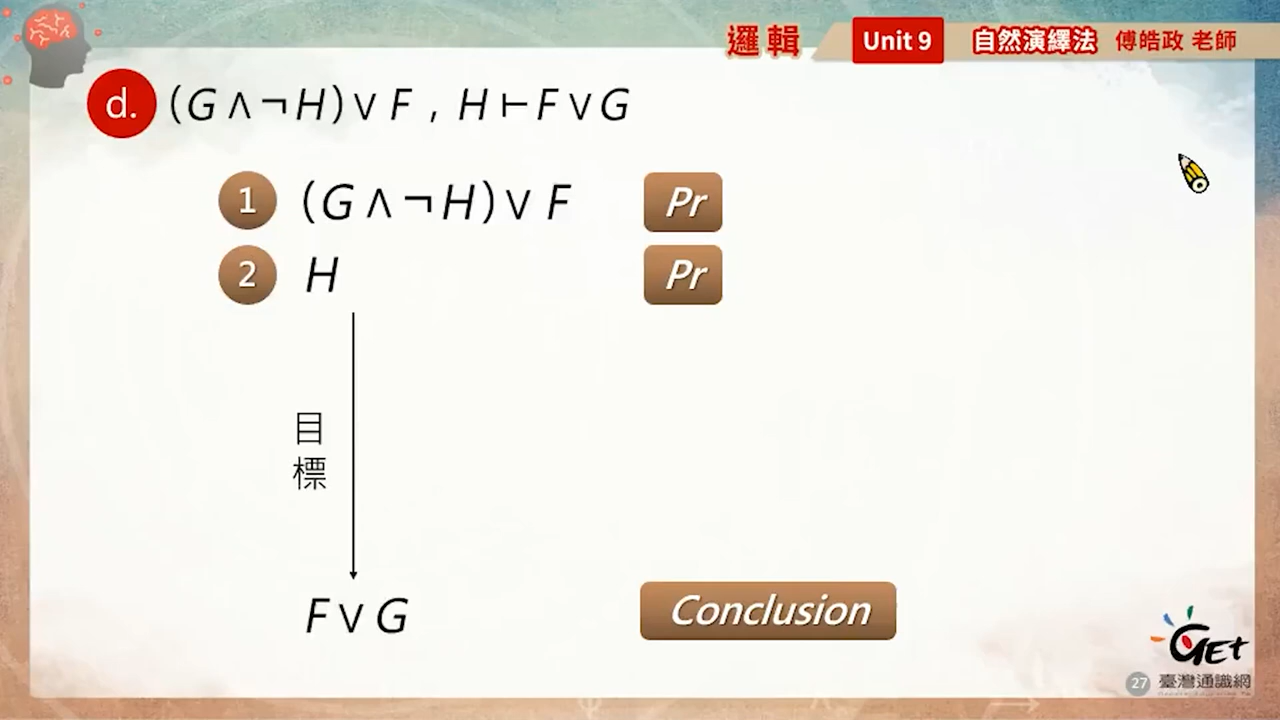 邏輯 Unit 9 自然演繹法 傅皓政 老師
d. (G∧¬H)∨F , H⊢F∨G
1 (G∧¬H)∨F Pr
2 H Pr
目標
F∨G Conclusion
GET
27 臺灣通識網